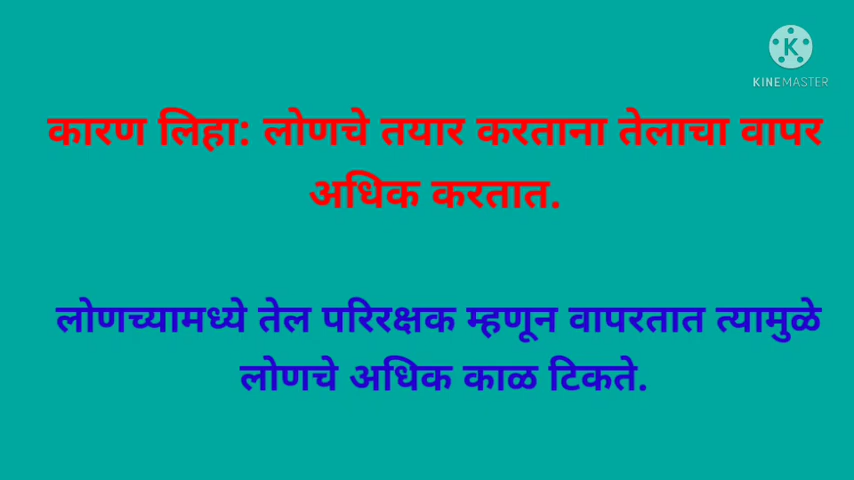 KINEMASTER
कारण लिहा: लोणचे तयार करताना तेलाचा वापर
अधिक करतात.
लोणच्यामध्ये तेल परिरक्षक म्हणून वापरतात त्यामुळे
लोणचे अधिक काळ टिकते.